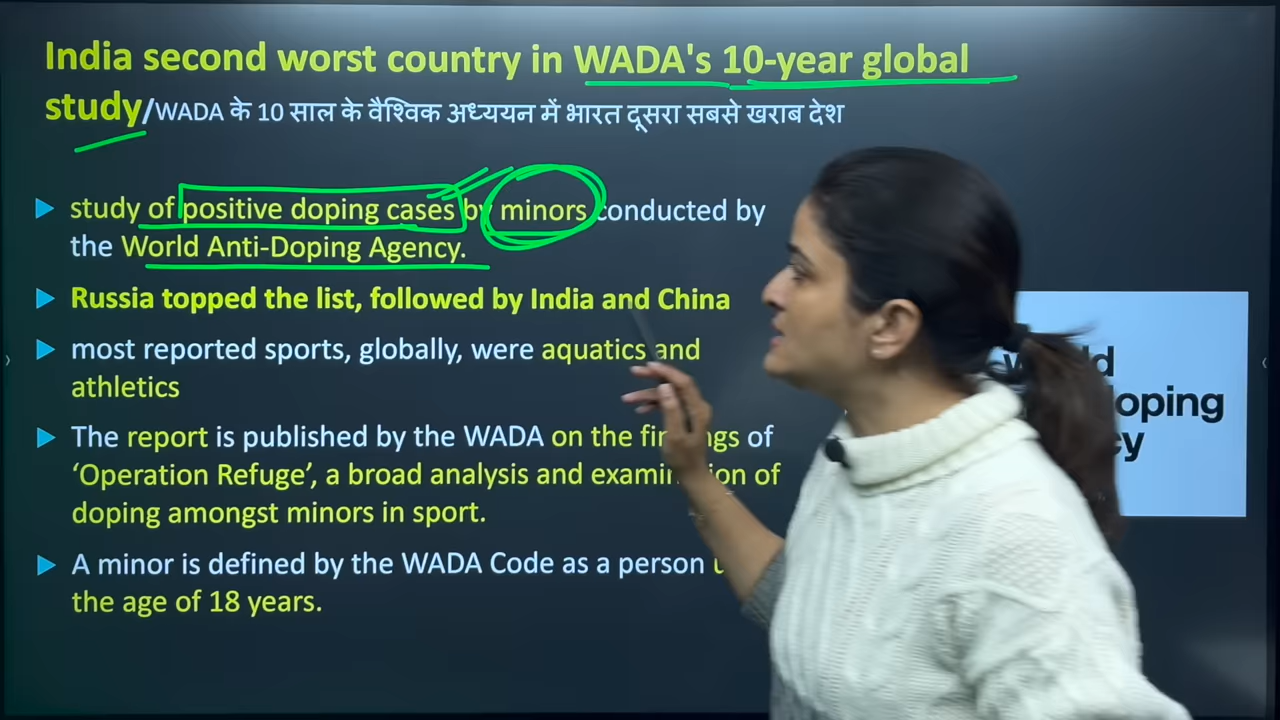 India second worst country in WADA's 10-year global
study/WADA के 10 साल के वैश्विक अध्ययन में भारत दूसरा सबसे खराब देश
study of positive doping cases by minors conducted by
the World Anti-Doping Agency.
Russia topped the list, followed by India and China
most reported sports, globally, were aquatics and
athletics
The report is published by the WADA on the findings of
'Operation Refuge', a broad analysis and examination of
doping amongst minors in sport.
A minor is defined by the WADA Code as a person
the age of 18 years.